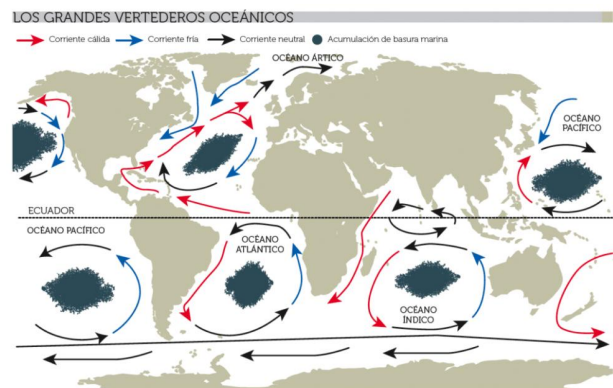 LOS GRANDES VERTEDEROS OCEÁNICOS
Corriente cálida
Corriente fría
Corriente neutral
Acumulación de basura marina
OCÉANO ÁRTICO
OCÉANO
PACÍFICO
ECUADOR
OCÉANO PACÍFICO
OCÉANO
ATLÁNTICO
OCÉANO
ÍNDICO